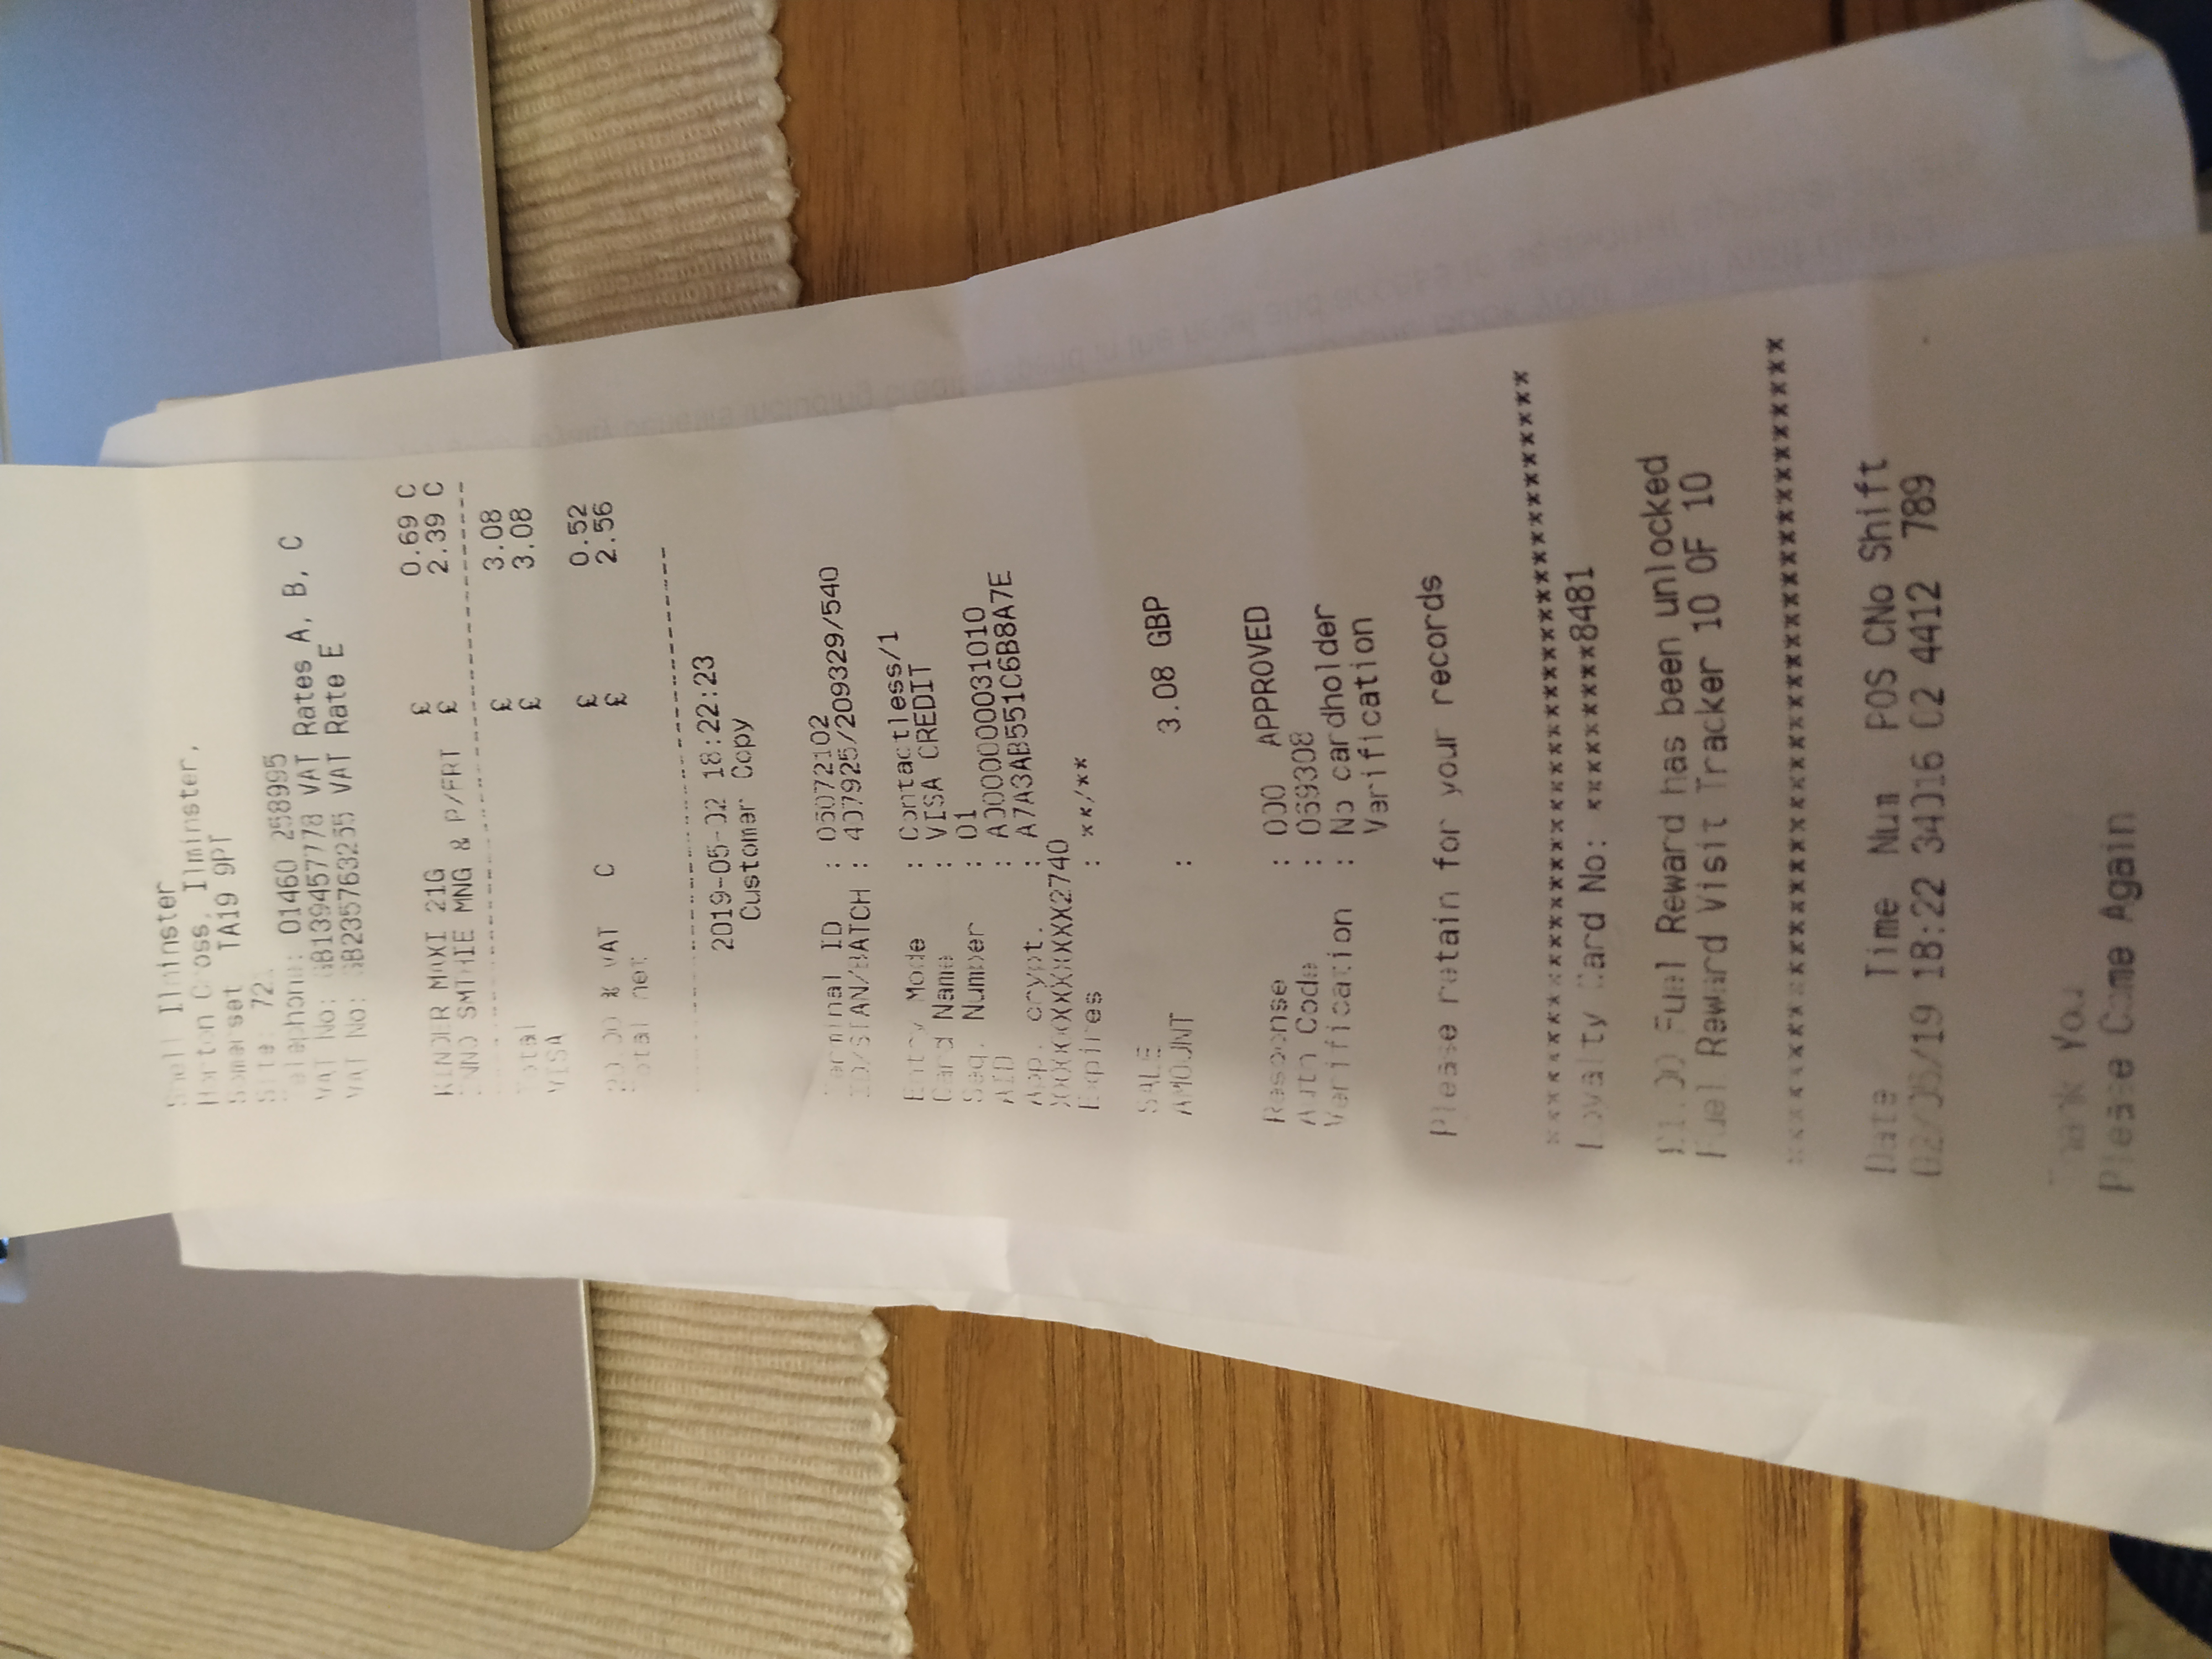 Shell Ilminster
Horton Cross, Ilminster,
Somerset TA19 9PT
Site: 72
Telephone: 01460 258995
VAT No: GB139457778 VAT Rates A, B, C
VAT No: GB235763255 VAT Rate E
KINDER MAXI 21G £ 0.69 C
INNO SMTHIE MNG & P/FRT £ 2.39 C
Total £ 3.08
VISA £ 3.08
20.00 % VAT C £ 0.52
Total net £ 2.56
2019-05-02 18:22:23
Customer Copy
Terminal ID : 05072102
ID/STAN/BATCH : 407925/209329/540
Entry Mode : Contactless/1
Card Name : VISA CREDIT
Seq. Number : 01
AID : A0000000031010
App. crypt. : A7A3AB551C6B8A7E
XXXXXXXXXXXX2740
Expires : **/**
SALE
AMOUNT : 3.08 GBP
Response : 000 APPROVED
Auth Code : 069308
Verification : No cardholder
Verification
Please retain for your records
****************************************
Loyalty Card No: *********8481
£1.00 Fuel Reward has been unlocked
Fuel Reward Visit Tracker 10 OF 10
****************************************
Date Time Num POS CNo Shift
02/05/19 18:22 34016 02 4412 789
Thank You
Please Come Again